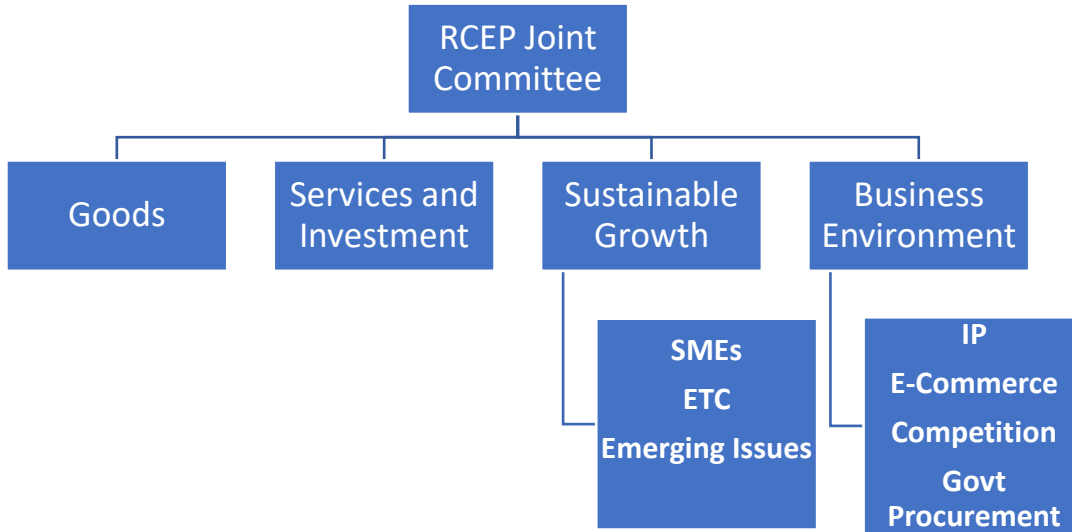 RCEP Joint
Committee
Goods
Services and
Investment
Sustainable
Growth
Business
Environment
SMEs
ETC
Emerging Issues
IP
E-Commerce
Competition
Govt
Procurement